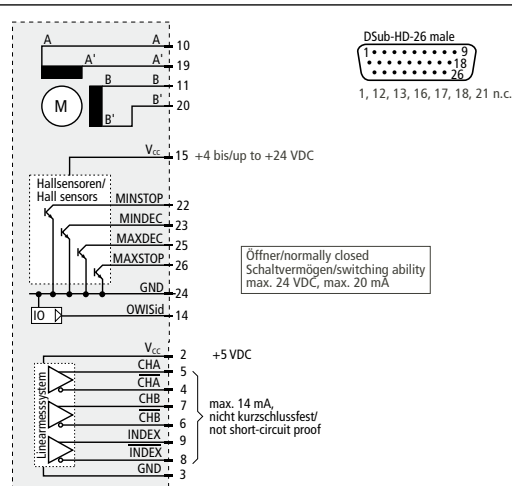 A A 10
A' A' 19
B B 11
B' B' 20
M
VCC 15 +4 bis/up to +24 VDC
Hallsensoren/
Hall sensors
MINSTOP 22
MINDEC 23
MAXDEC 25
MAXSTOP 26
GND 24
IO OWISid 14
VCC 2 +5 VDC
CHA 5
CHA 4
CHB 7
CHB 6
INDEX 9
INDEX 8
GND 3
Linearmesssystem
max. 14 mA,
nicht kurzschlussfest/
not short-circuit proof
DSub-HD-26 male
1 9
18
26
1, 12, 13, 16, 17, 18, 21 n.c.
Öffner/normally closed
Schaltvermögen/switching ability
max. 24 VDC, max. 20 mA